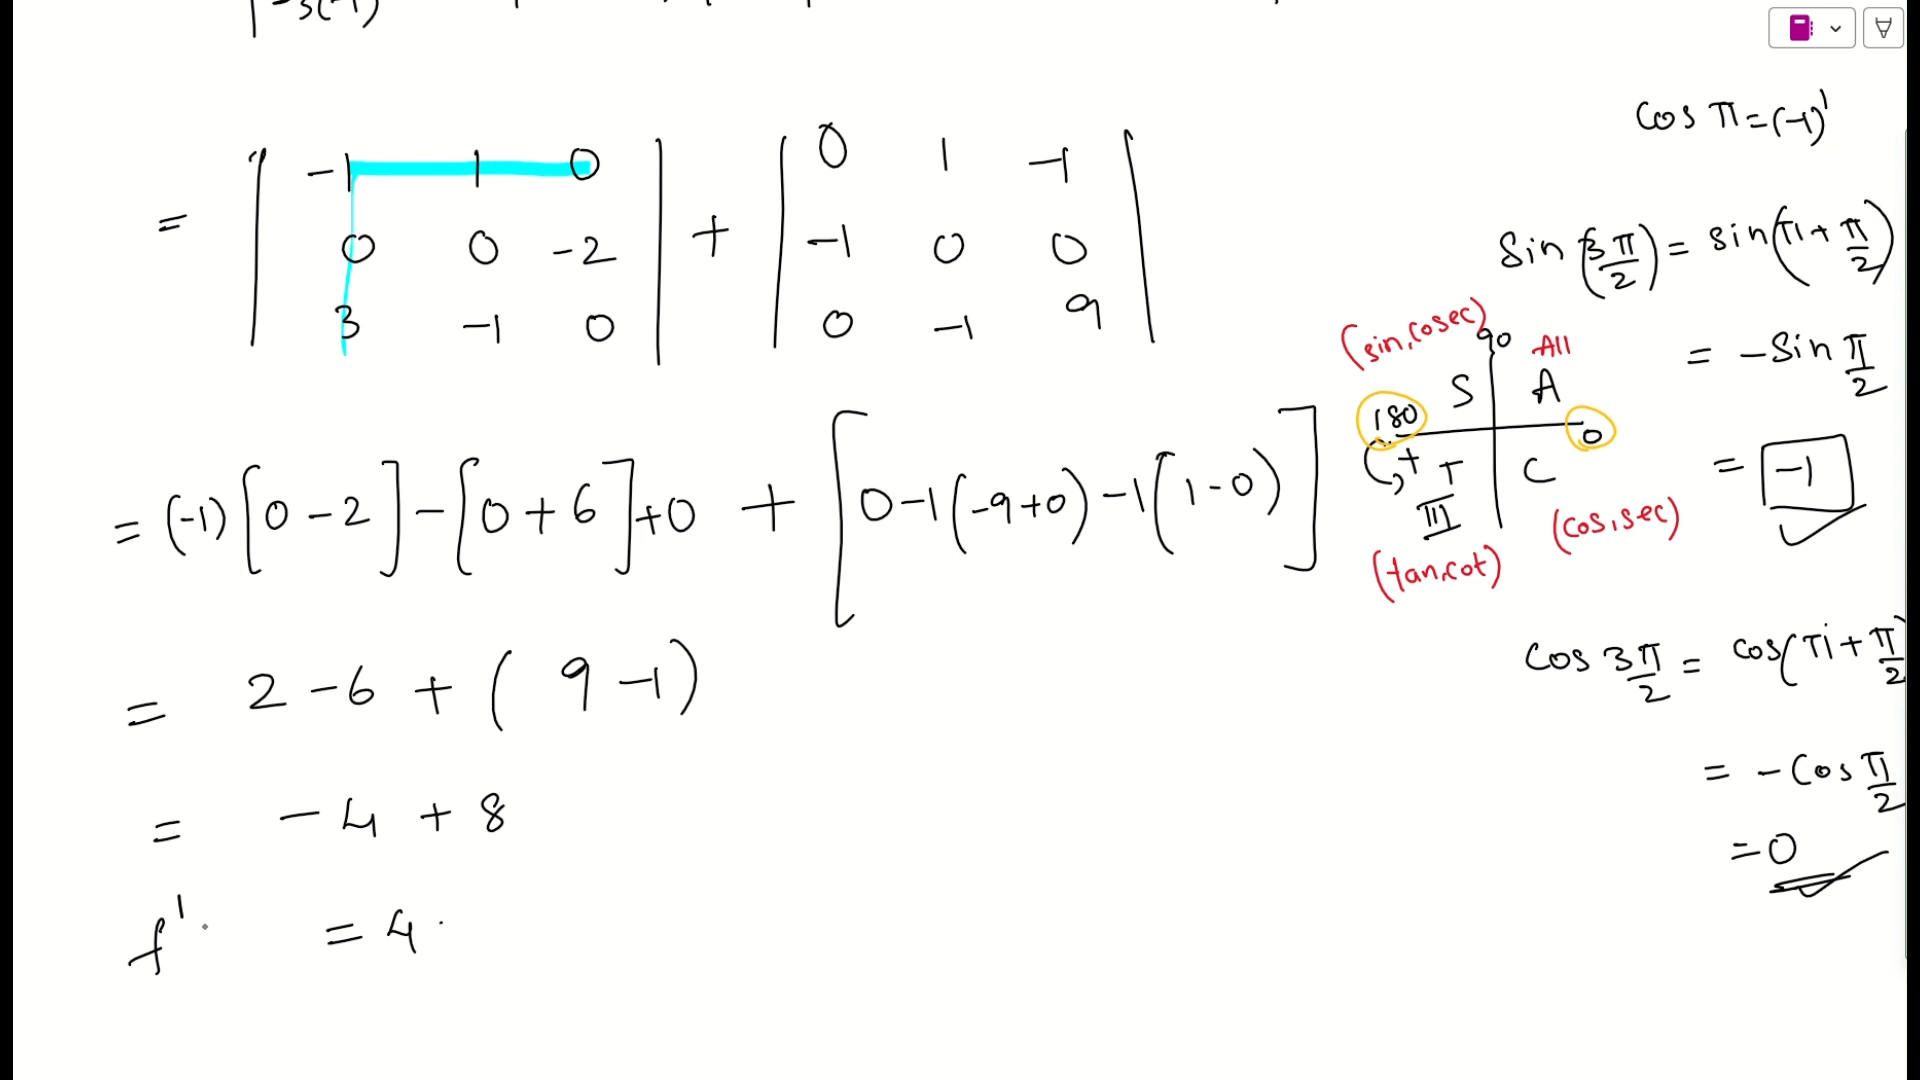 -3(-1)
= | -1 1 0 | + | 0 1 -1 |
| 0 0 -2 | | -1 0 0 |
| 3 -1 0 | | 0 -1 9 |
= (-1)[0-2]-[0+6]+0 + [0-1(-9+0)-1(1-0)]
= 2-6+(9-1)
= -4+8
f' = 4
cos π = (-1)'
sin(3π/2) = sin(π+π/2)
= -sin π/2
= -1
(sin, cosec) 90 All
S A
180 0
T C
III
(tan, cot) (cos, sec)
cos 3π/2 = cos(π+π/2)
= -cos π/2
= 0